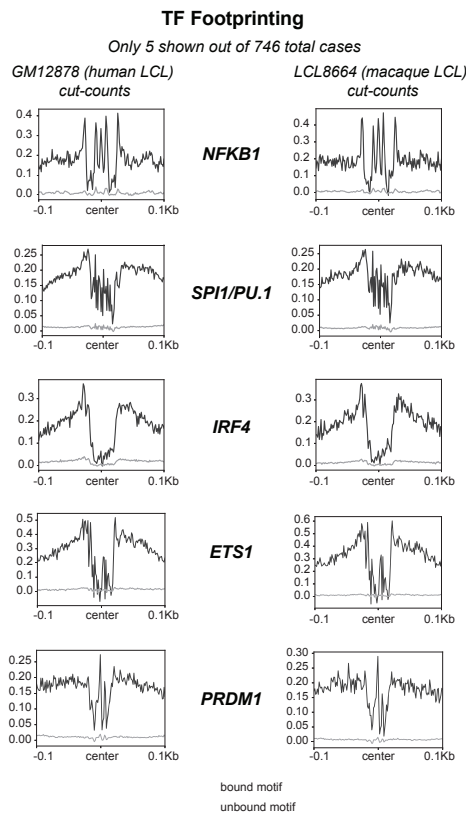 TF Footprinting
Only 5 shown out of 746 total cases
GM12878 (human LCL)
cut-counts
LCL8664 (macaque LCL)
cut-counts
0.4
0.3
0.2
0.1
0.0
-0.1 center 0.1Kb
NFKB1
0.4
0.3
0.2
0.1
0.0
-0.1 center 0.1Kb
0.25
0.20
0.15
0.10
0.05
0.00
-0.1 center 0.1Kb
SPI1/PU.1
0.25
0.20
0.15
0.10
0.05
0.00
-0.1 center 0.1Kb
0.3
0.2
0.1
0.0
-0.1 center 0.1Kb
IRF4
0.3
0.2
0.1
0.0
-0.1 center 0.1Kb
0.5
0.4
0.3
0.2
0.1
0.0
-0.1 center 0.1Kb
ETS1
0.6
0.5
0.4
0.3
0.2
0.1
0.0
-0.1 center 0.1Kb
0.25
0.20
0.15
0.10
0.05
0.00
-0.1 center 0.1Kb
PRDM1
0.30
0.25
0.20
0.15
0.10
0.05
0.00
-0.1 center 0.1Kb
bound motif
unbound motif